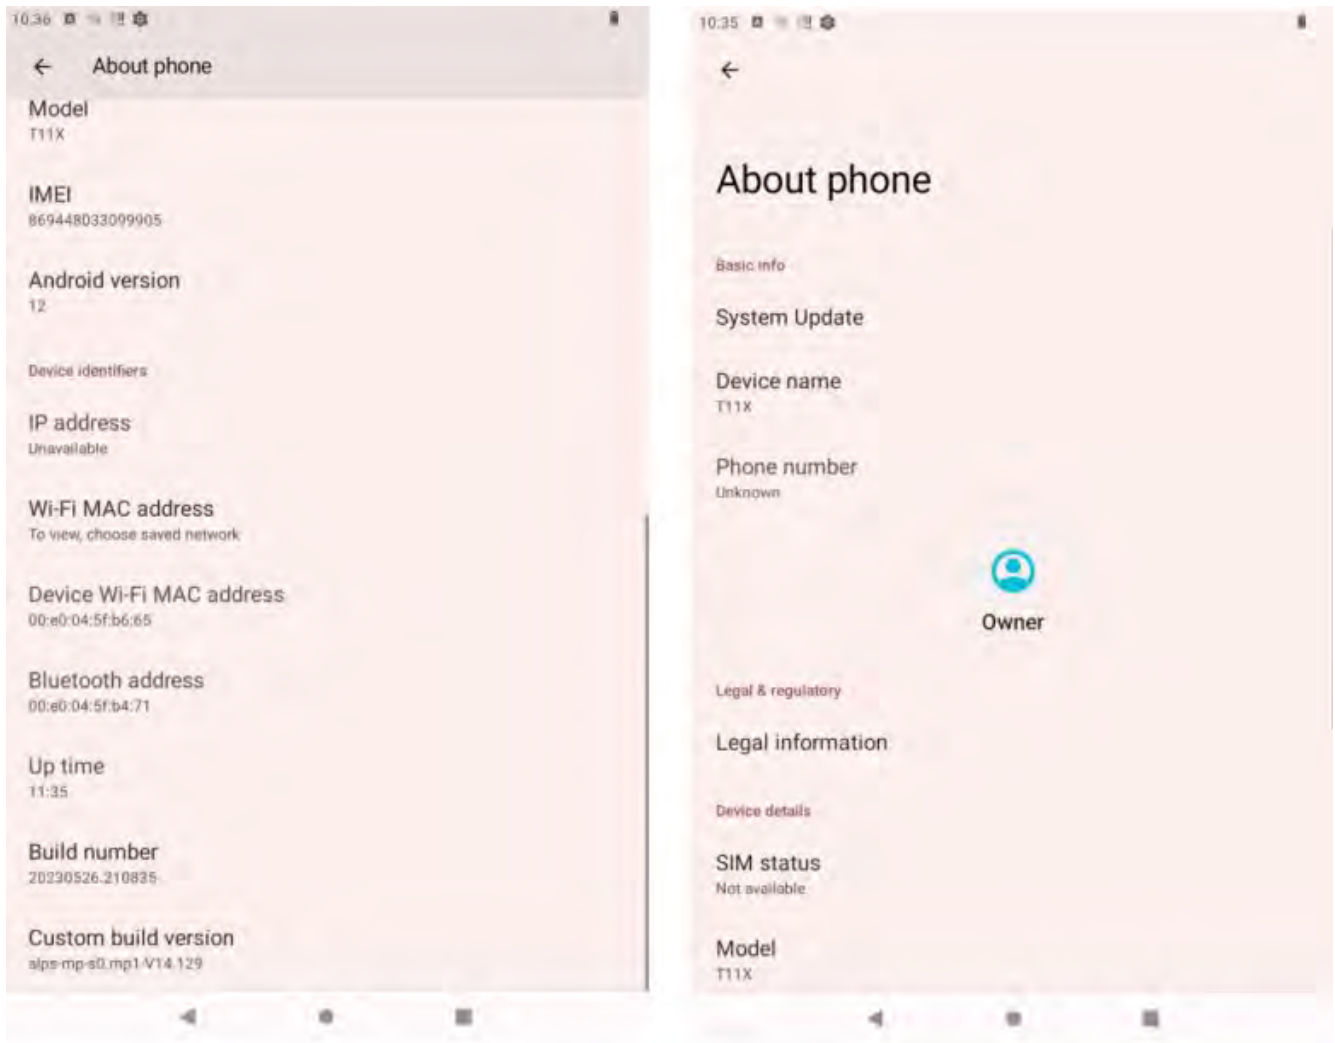 10:36
About phone
Model
T11X
IMEI
869448033099905
Android version
12
Device identifiers
IP address
Unavailable
Wi-Fi MAC address
To view, choose saved network
Device Wi-Fi MAC address
00:e0:04:5f:b6:65
Bluetooth address
00:e0:04:5f:b4:71
Up time
11:35
Build number
20230526.210835
Custom build version
alps-mp-s0.mp1-V14.129
10:35
About phone
Basic info
System Update
Device name
T11X
Phone number
Unknown
Owner
Legal & regulatory
Legal information
Device details
SIM status
Not available
Model
T11X